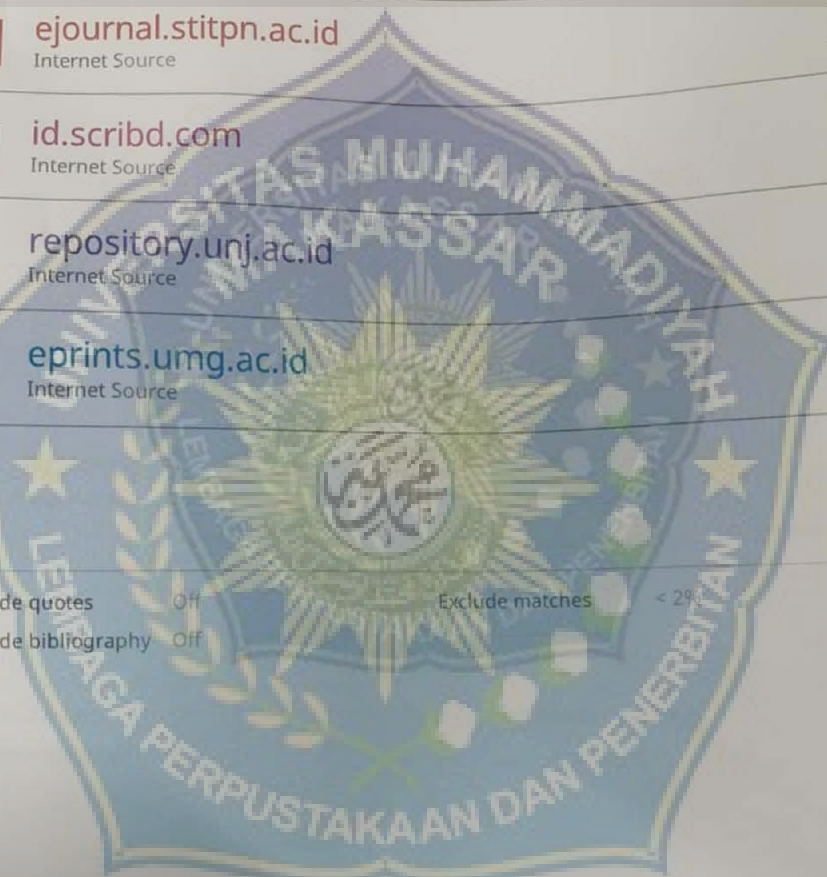 ejournal.stitpn.ac.id
Internet Source
id.scribd.com
Internet Source
repository.unj.ac.id
Internet Source
eprints.umg.ac.id
Internet Source
de quotes Off Exclude matches < 2%
de bibliography Off
UNIVERSITAS MUHAMMADIYAH
MAKASSAR
محمد
LEMBAGA PERPUSTAKAAN DAN PENERBITAN